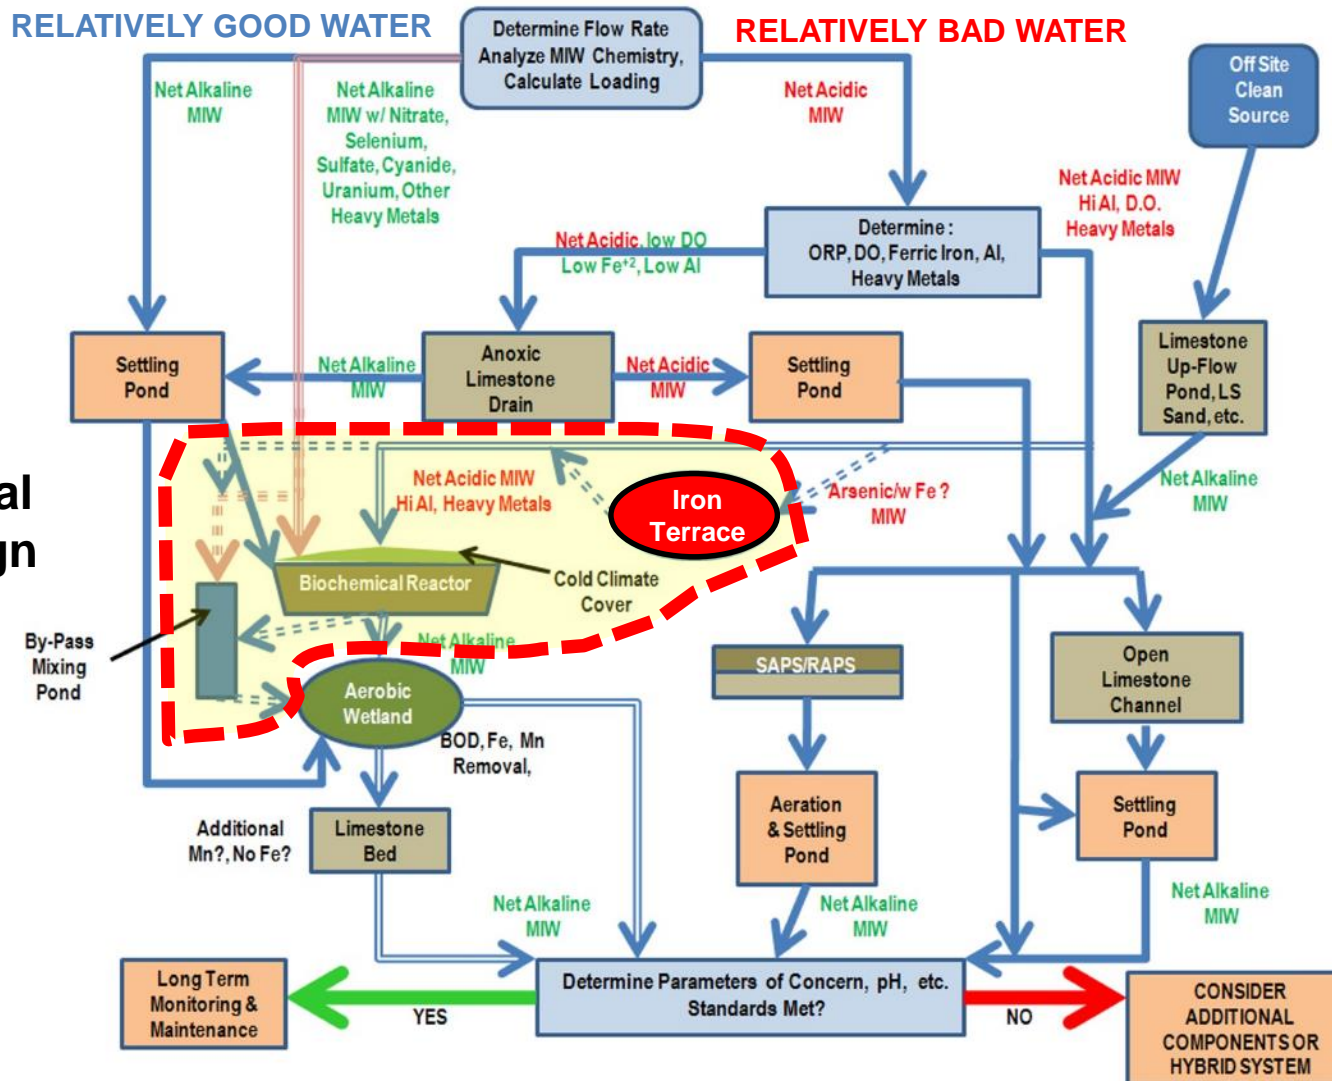 RELATIVELY GOOD WATER
RELATIVELY BAD WATER
Determine Flow Rate
Analyze MIW Chemistry,
Calculate Loading
Off Site
Clean
Source
Net Alkaline
MIW
Net Alkaline
MIW w/ Nitrate,
Selenium,
Sulfate, Cyanide,
Uranium, Other
Heavy Metals
Net Acidic
MIW
Net Acidic MIW
Hi Al, D.O.
Heavy Metals
Determine :
ORP, DO, Ferric Iron, Al,
Heavy Metals
Net Acidic, low DO
Low Fe+2, Low Al
Settling
Pond
Net Alkaline
MIW
Anoxic
Limestone
Drain
Net Acidic
MIW
Settling
Pond
Limestone
Up-Flow
Pond, LS
Sand, etc.
al
gn
Net Acidic MIW
Hi Al, Heavy Metals
Iron
Terrace
Arsenic/w Fe ?
MIW
Net Alkaline
MIW
Biochemical Reactor
Cold Climate
Cover
By-Pass
Mixing
Pond
Net Alkaline
MIW
SAPS/RAPS
Open
Limestone
Channel
Aerobic
Wetland
BOD, Fe, Mn
Removal,
Additional
Mn?, No Fe?
Limestone
Bed
Aeration
& Settling
Pond
Settling
Pond
Net Alkaline
MIW
Net Alkaline
MIW
Net Alkaline
MIW
Long Term
Monitoring &
Maintenance
YES
Determine Parameters of Concern, pH, etc.
Standards Met?
NO
CONSIDER
ADDITIONAL
COMPONENTS OR
HYBRID SYSTEM